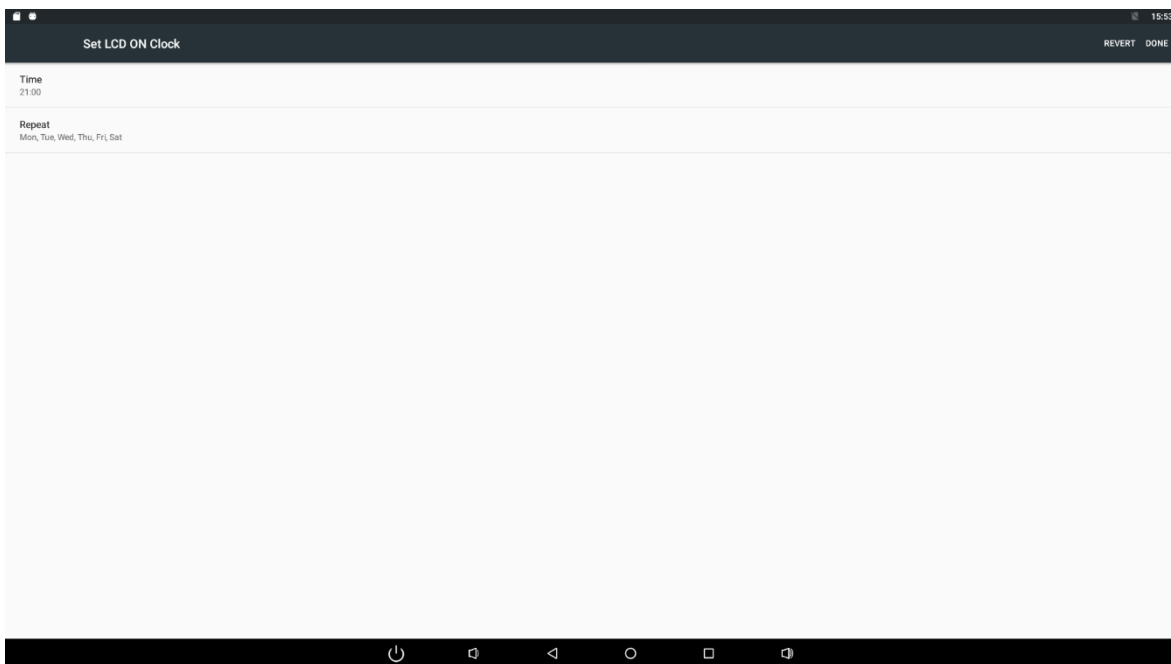 15:53
Set LCD ON Clock
REVERT DONE
Time
21:00
Repeat
Mon, Tue, Wed, Thu, Fri, Sat